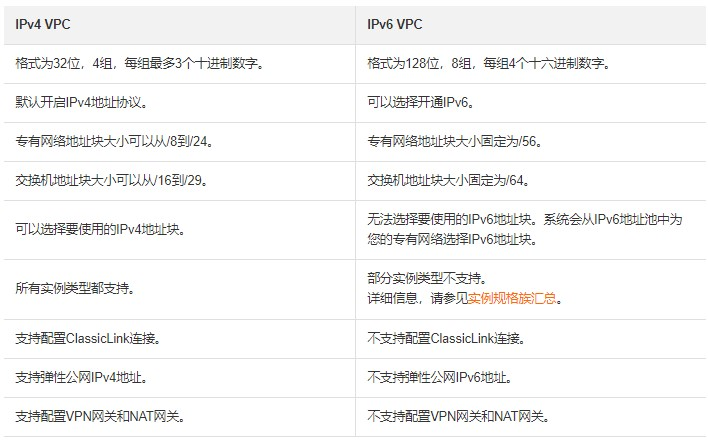 IPv4 VPC
IPv6 VPC
格式为32位，4组，每组最多3个十进制数字。
格式为128位，8组，每组4个十六进制数字。
默认开启IPv4地址协议。
可以选择开通IPv6。
专有网络地址块大小可以从/8到/24。
专有网络地址块大小固定为/56。
交换机地址块大小可以从/16到/29。
交换机地址块大小固定为/64。
可以选择要使用的IPv4地址块。
无法选择要使用的IPv6地址块。系统会从IPv6地址池中为
您的专有网络选择IPv6地址块。
所有实例类型都支持。
部分实例类型不支持。
详细信息，请参见实例规格族汇总。
支持配置ClassicLink连接。
不支持配置ClassicLink连接。
支持弹性公网IPv4地址。
不支持弹性公网IPv6地址。
支持配置VPN网关和NAT网关。
不支持配置VPN网关和NAT网关。